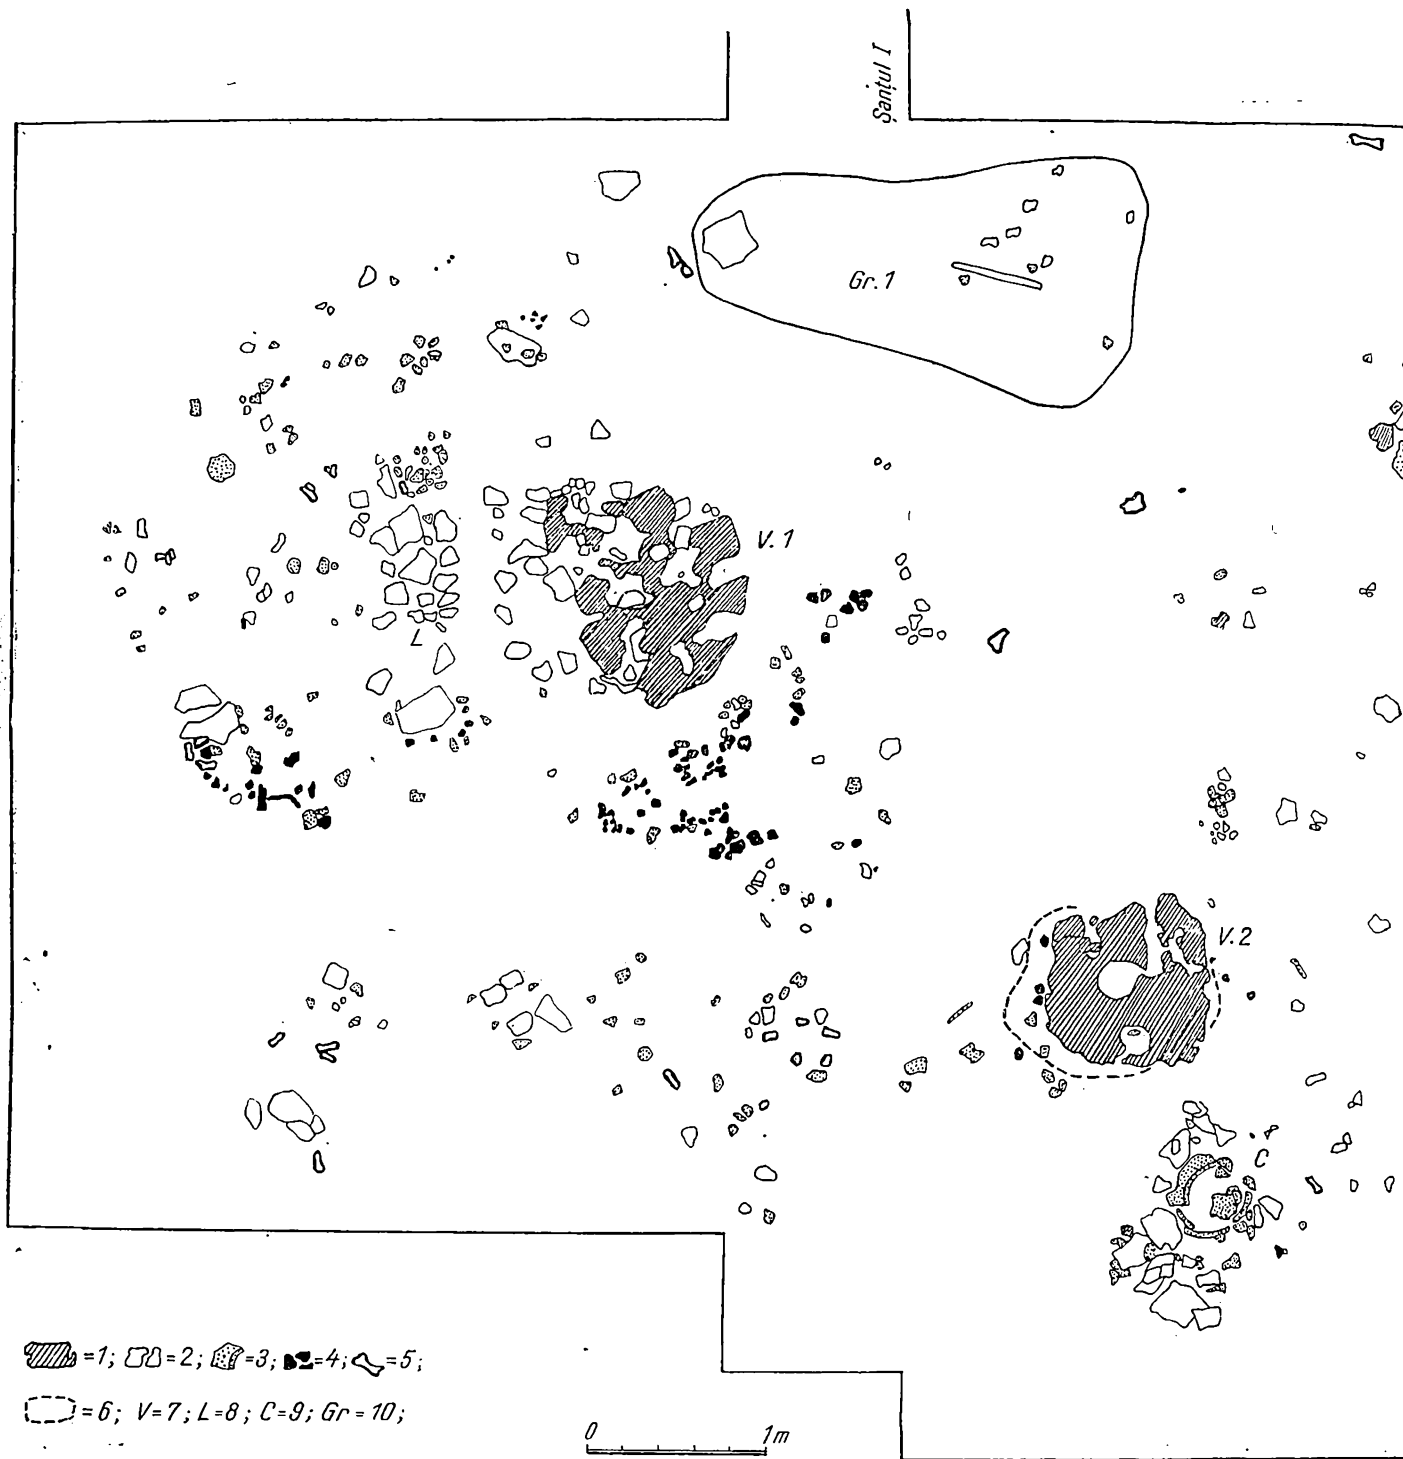 Șanțul I
Gr.1
V.1
L
V.2
C
=1; =2; =3; =4; =5;
=6; V=7; L=8; C=9; Gr=10;
0 1m